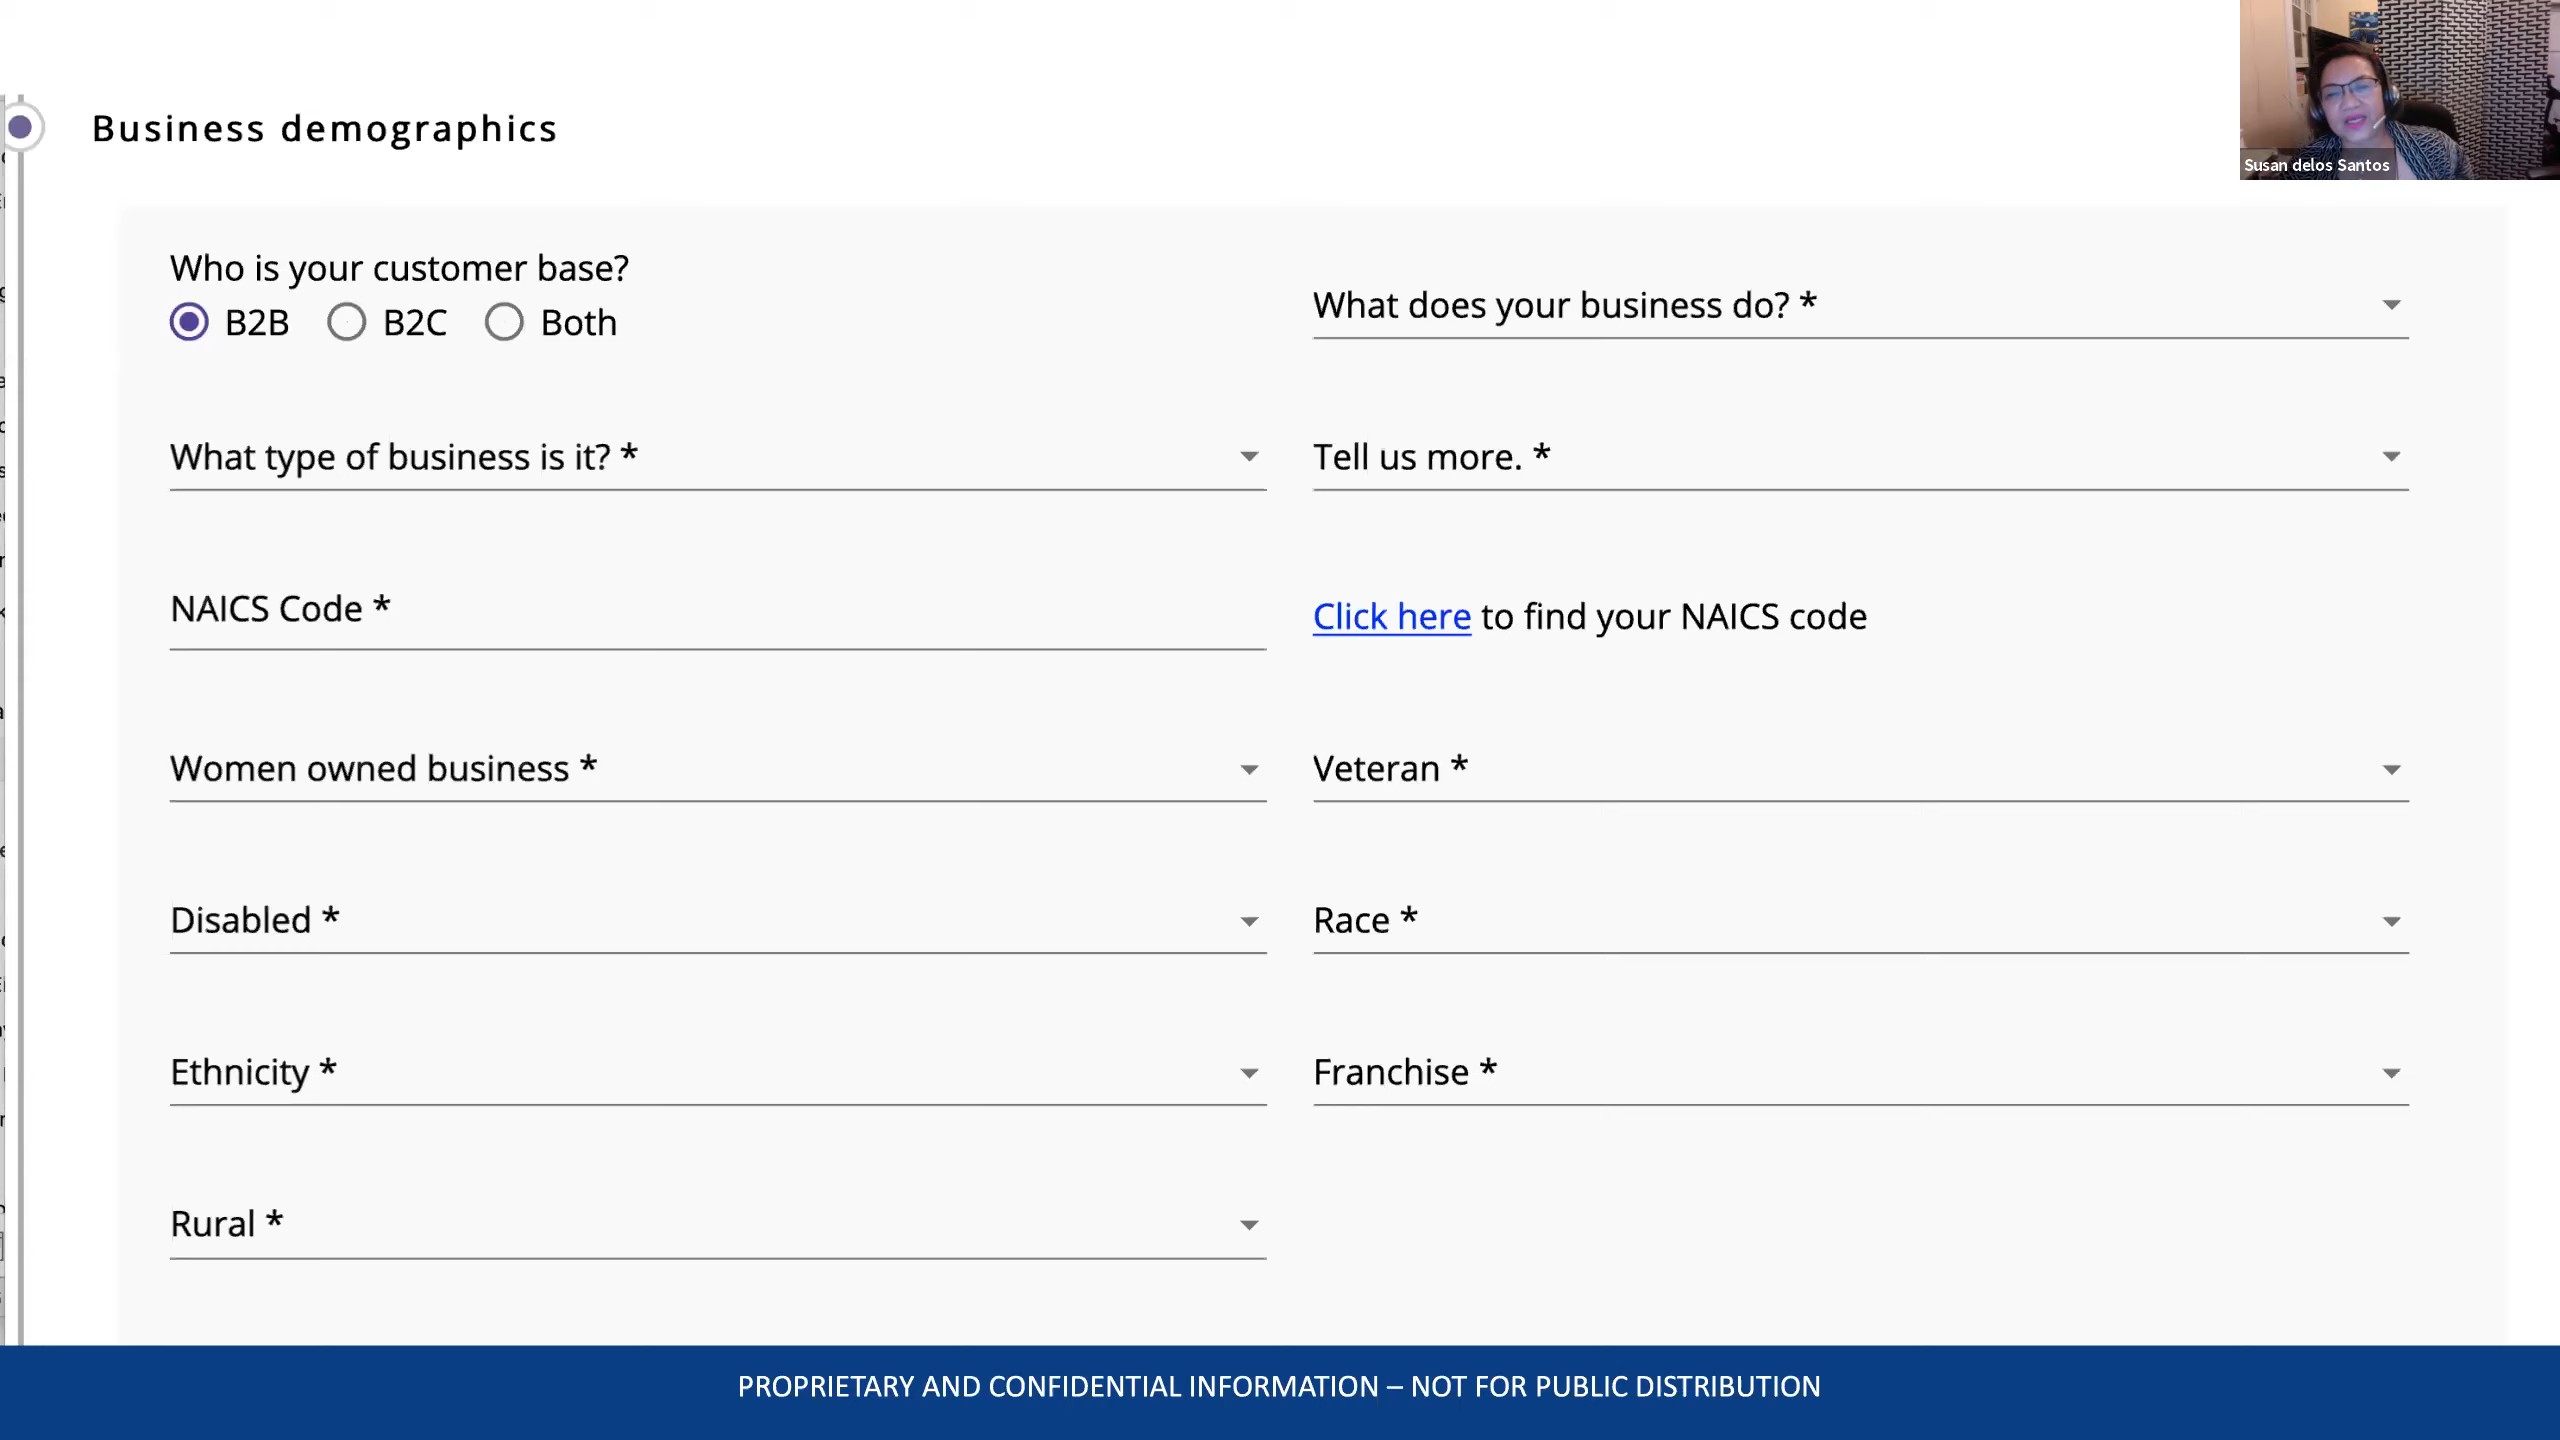 Susan delos Santos
Business demographics
Who is your customer base?
B2B B2C Both
What does your business do? *
What type of business is it? *
Tell us more. *
NAICS Code *
Click here to find your NAICS code
Women owned business *
Veteran *
Disabled *
Race *
Ethnicity *
Franchise *
Rural *
PROPRIETARY AND CONFIDENTIAL INFORMATION – NOT FOR PUBLIC DISTRIBUTION